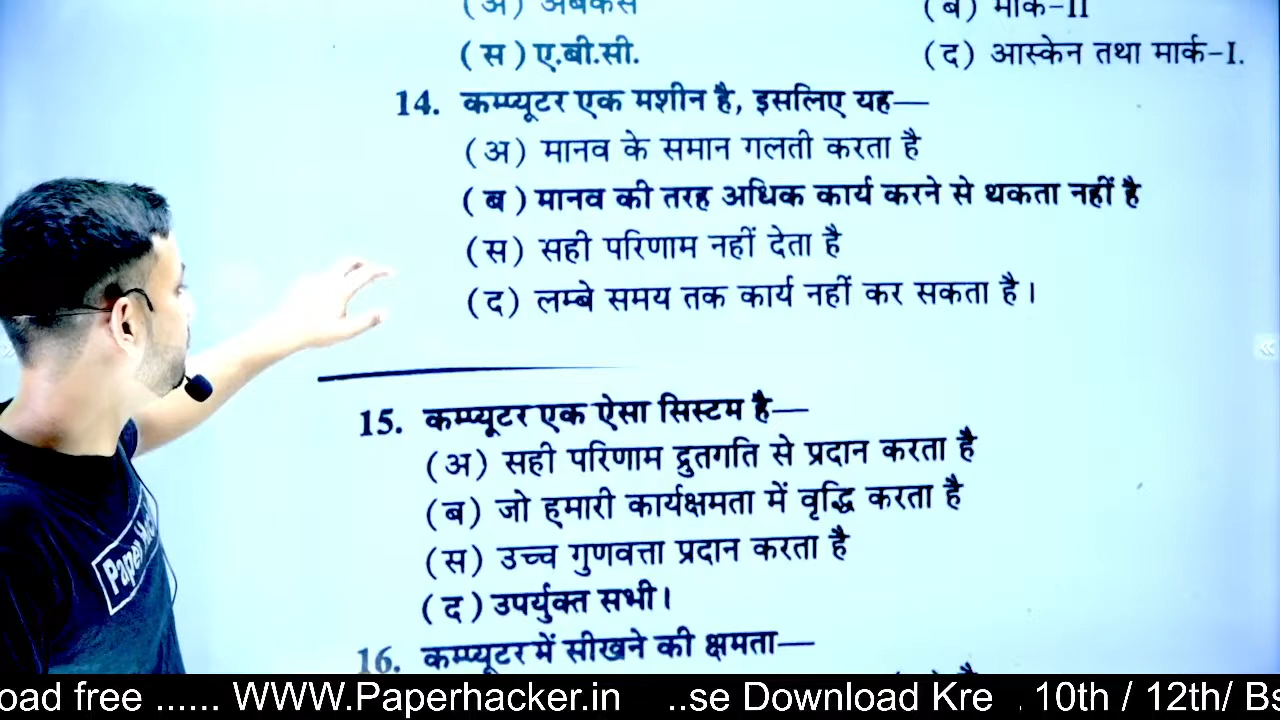 (अ) अबेकस (ब) मार्क-II
(स) ए.बी.सी. (द) आस्केन तथा मार्क-I.
14. कम्प्यूटर एक मशीन है, इसलिए यह—
(अ) मानव के समान गलती करता है
(ब) मानव की तरह अधिक कार्य करने से थकता नहीं है
(स) सही परिणाम नहीं देता है
(द) लम्बे समय तक कार्य नहीं कर सकता है।
15. कम्प्यूटर एक ऐसा सिस्टम है—
(अ) सही परिणाम द्रुतगति से प्रदान करता है
(ब) जो हमारी कार्यक्षमता में वृद्धि करता है
(स) उच्च गुणवत्ता प्रदान करता है
(द) उपर्युक्त सभी।
16. कम्प्यूटर में सीखने की क्षमता—
oad free ...... WWW.Paperhacker.in ..se Download Kre . 10th / 12th/ Bs